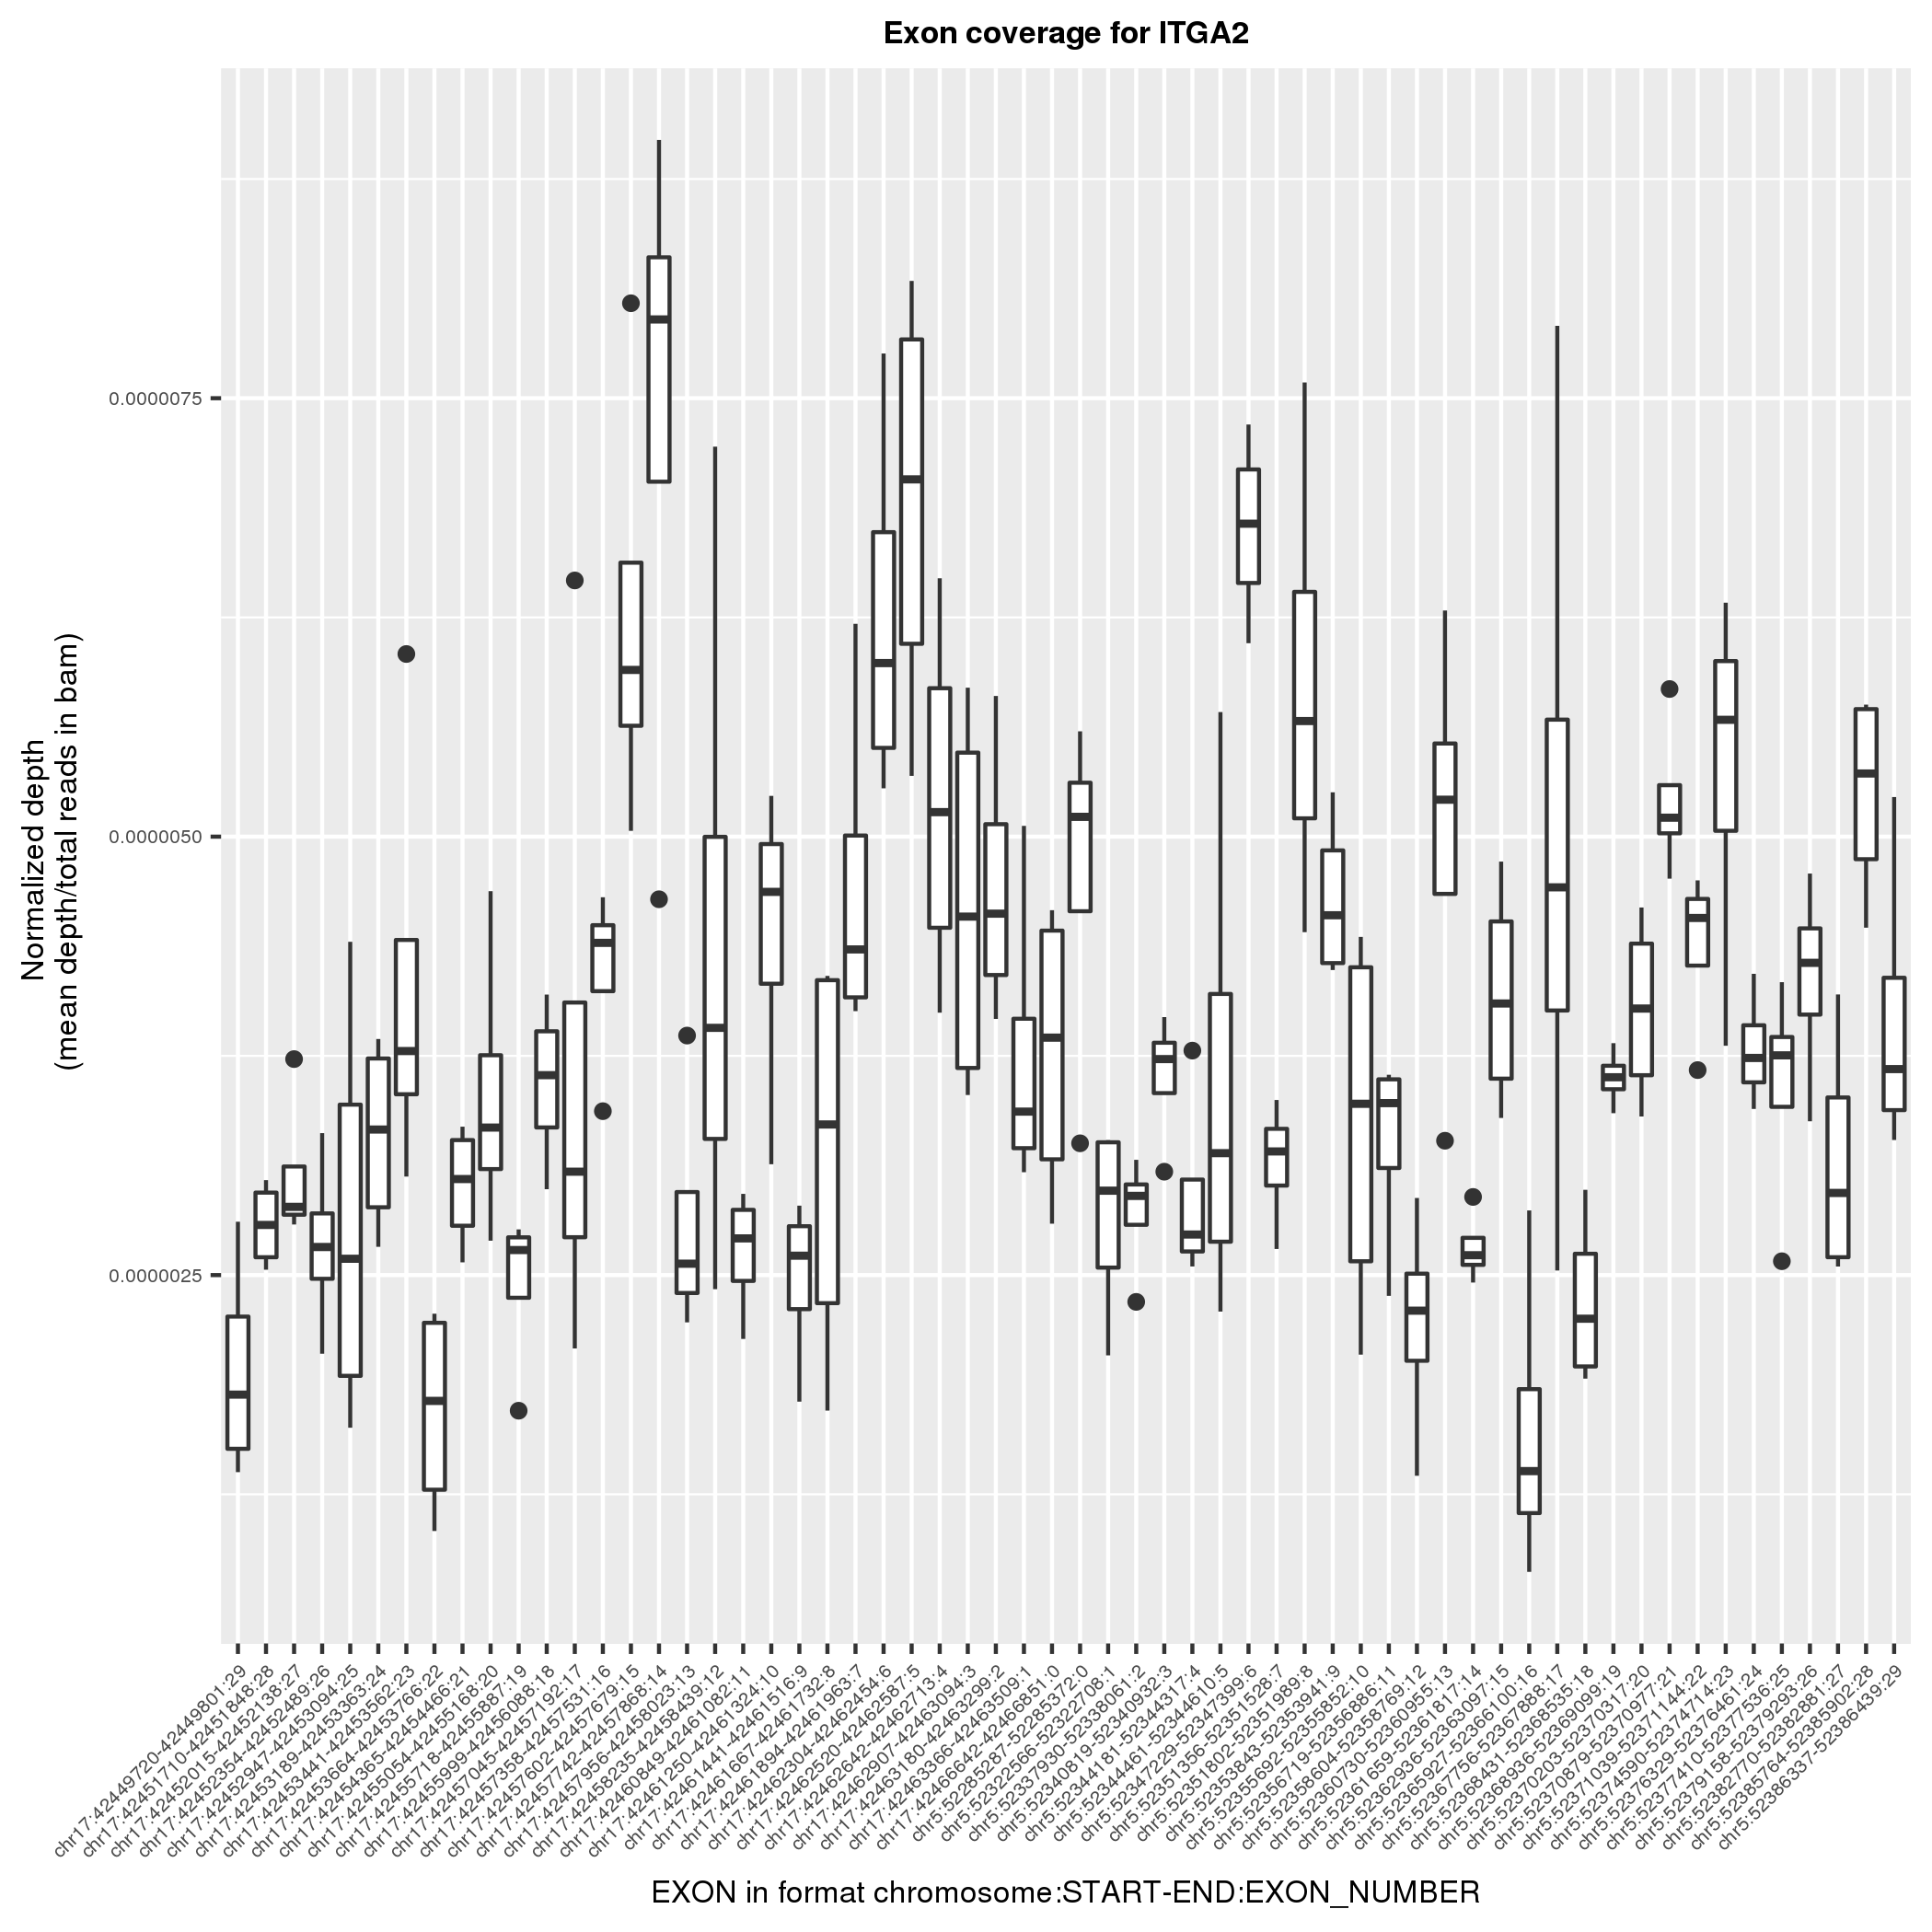 Exon coverage for ITGA2
Normalized depth
(mean depth/total reads in bam)
0.0000075
0.0000050
0.0000025
chr17:42449720-42449801:29
chr17:42451710-42451848:28
chr17:42452015-42452138:27
chr17:42452354-42452489:26
chr17:42453189-42453363:24
chr17:42453664-42453766:22
chr17:42454365-42454466:21
chr17:42455054-42455168:20
chr17:42455718-42455887:19
chr17:42455999-42456088:18
chr17:42457045-42457192:17
chr17:42457358-42457531:16
chr17:42457602-42457679:15
chr17:42457742-42457868:14
chr17:42457956-42458023:13
chr17:42458235-42458439:12
chr17:42460849-42461082:11
chr17:42461250-42461324:10
chr17:42461441-42461516:9
chr17:42461667-42461732:8
chr17:42461894-42461963:7
chr17:42462304-42462454:6
chr17:42462520-42462587:5
chr17:42462642-42462713:4
chr17:42462907-42463094:3
chr17:42463180-42463299:2
chr17:42463366-42463509:1
chr17:42466642-42466851:0
chr5:52285287-52285372:0
chr5:52322566-52322708:1
chr5:52337930-52338061:2
chr5:52340819-52340932:3
chr5:52344181-52344317:4
chr5:52344461-52344610:5
chr5:52347229-52347399:6
chr5:52351356-52351528:7
chr5:52351802-52351989:8
chr5:52353843-52353941:9
chr5:52355692-52355852:10
chr5:52356719-52356886:11
chr5:52358604-52358769:12
chr5:52360730-52360955:13
chr5:52361659-52361817:14
chr5:52362936-52363097:15
chr5:52365927-52366100:16
chr5:52367756-52367888:17
chr5:52368431-52368535:18
chr5:52368936-52369099:19
chr5:52370203-52370317:20
chr5:52370879-52370977:21
chr5:52371039-52371144:22
chr5:52374590-52374714:23
chr5:52376329-52376461:24
chr5:52377410-52377536:25
chr5:52379158-52379293:26
chr5:52382770-52382881:27
chr5:52385764-52385902:28
chr5:52386337-52386439:29
EXON in format chromosome:START-END:EXON_NUMBER